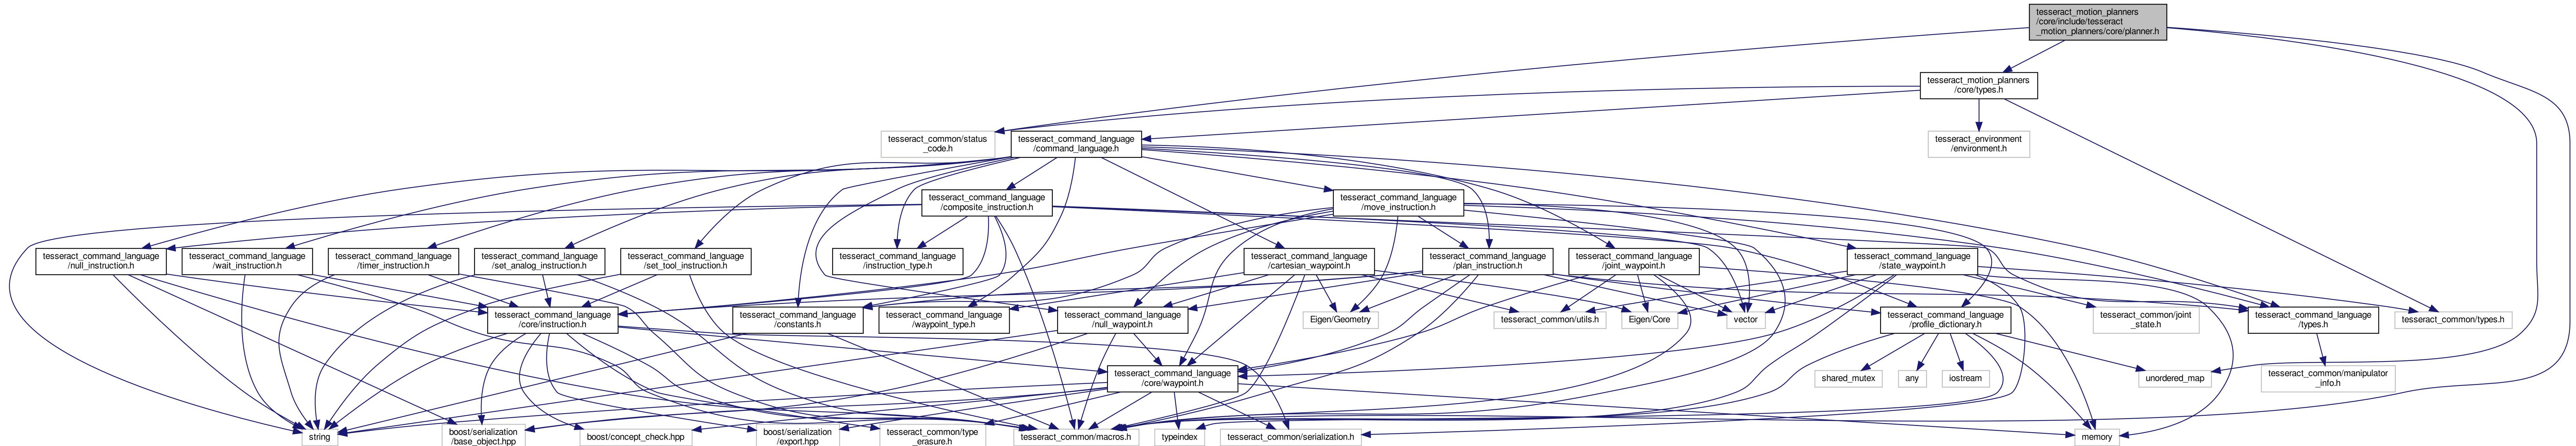 tesseract_motion_planners
/core/include/tesseract
_motion_planners/core/planner.h
tesseract_motion_planners
/core/types.h
tesseract_common/status
_code.h
tesseract_command_language
/command_language.h
tesseract_environment
/environment.h
tesseract_command_language
/composite_instruction.h
tesseract_command_language
/move_instruction.h
tesseract_command_language
/null_instruction.h
tesseract_command_language
/wait_instruction.h
tesseract_command_language
/timer_instruction.h
tesseract_command_language
/set_analog_instruction.h
tesseract_command_language
/set_tool_instruction.h
tesseract_command_language
/instruction_type.h
tesseract_command_language
/cartesian_waypoint.h
tesseract_command_language
/plan_instruction.h
tesseract_command_language
/joint_waypoint.h
tesseract_command_language
/state_waypoint.h
tesseract_command_language
/core/instruction.h
tesseract_command_language
/constants.h
tesseract_command_language
/waypoint_type.h
tesseract_command_language
/null_waypoint.h
Eigen/Geometry
tesseract_common/utils.h
Eigen/Core
vector
tesseract_command_language
/profile_dictionary.h
tesseract_common/joint
_state.h
tesseract_command_language
/types.h
tesseract_common/types.h
tesseract_command_language
/core/waypoint.h
shared_mutex
any
iostream
unordered_map
tesseract_common/manipulator
_info.h
string
boost/serialization
/base_object.hpp
boost/concept_check.hpp
boost/serialization
/export.hpp
tesseract_common/type
_erasure.h
tesseract_common/macros.h
typeindex
tesseract_common/serialization.h
memory